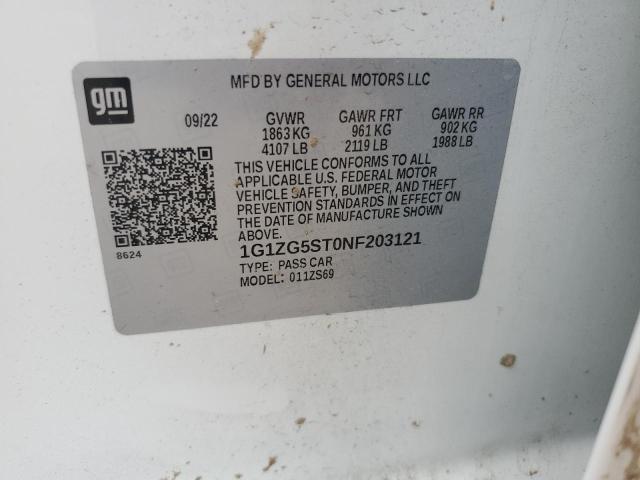 gm
MFD BY GENERAL MOTORS LLC
09/22 GVWR GAWR FRT GAWR RR
1863 KG 961 KG 902 KG
4107 LB 2119 LB 1988 LB
THIS VEHICLE CONFORMS TO ALL
APPLICABLE U.S. FEDERAL MOTOR
VEHICLE SAFETY, BUMPER, AND THEFT
PREVENTION STANDARDS IN EFFECT ON
THE DATE OF MANUFACTURE SHOWN
ABOVE.
8624
1G1ZG5ST0NF203121
TYPE: PASS CAR
MODEL: 011ZS69